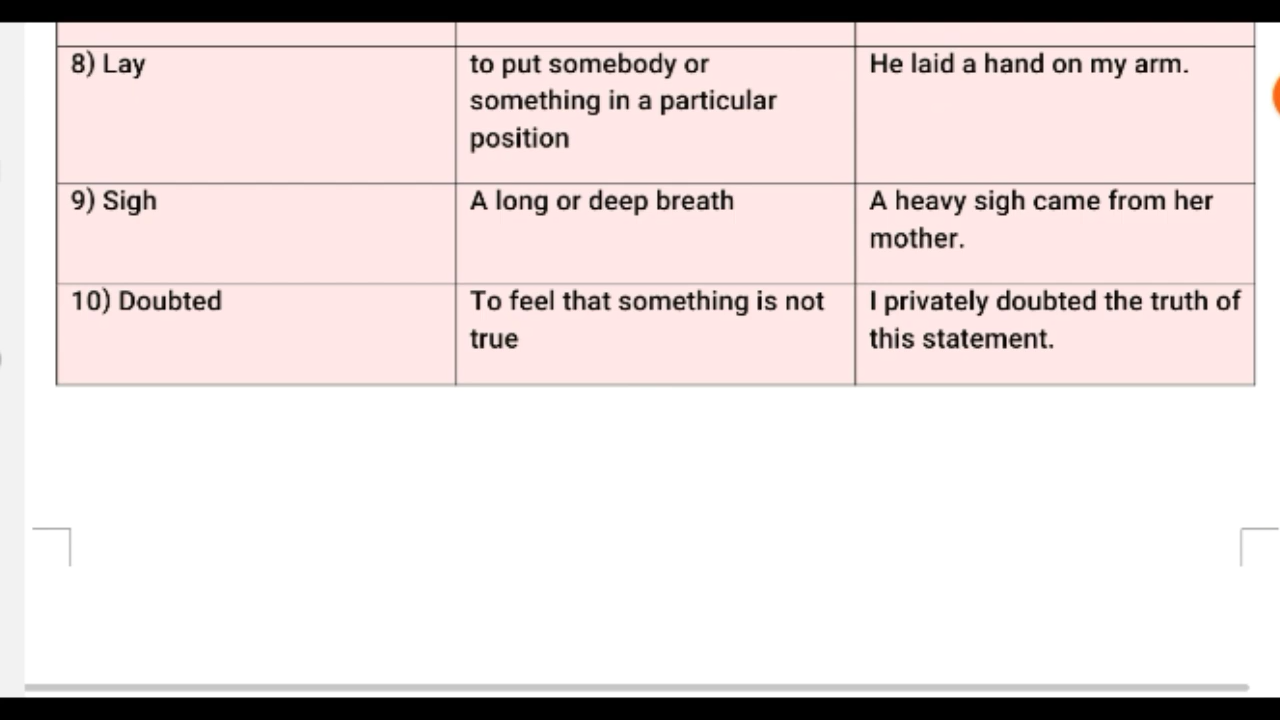 8) Lay
to put somebody or
something in a particular
position
He laid a hand on my arm.
9) Sigh
A long or deep breath
A heavy sigh came from her
mother.
10) Doubted
To feel that something is not
true
I privately doubted the truth of
this statement.